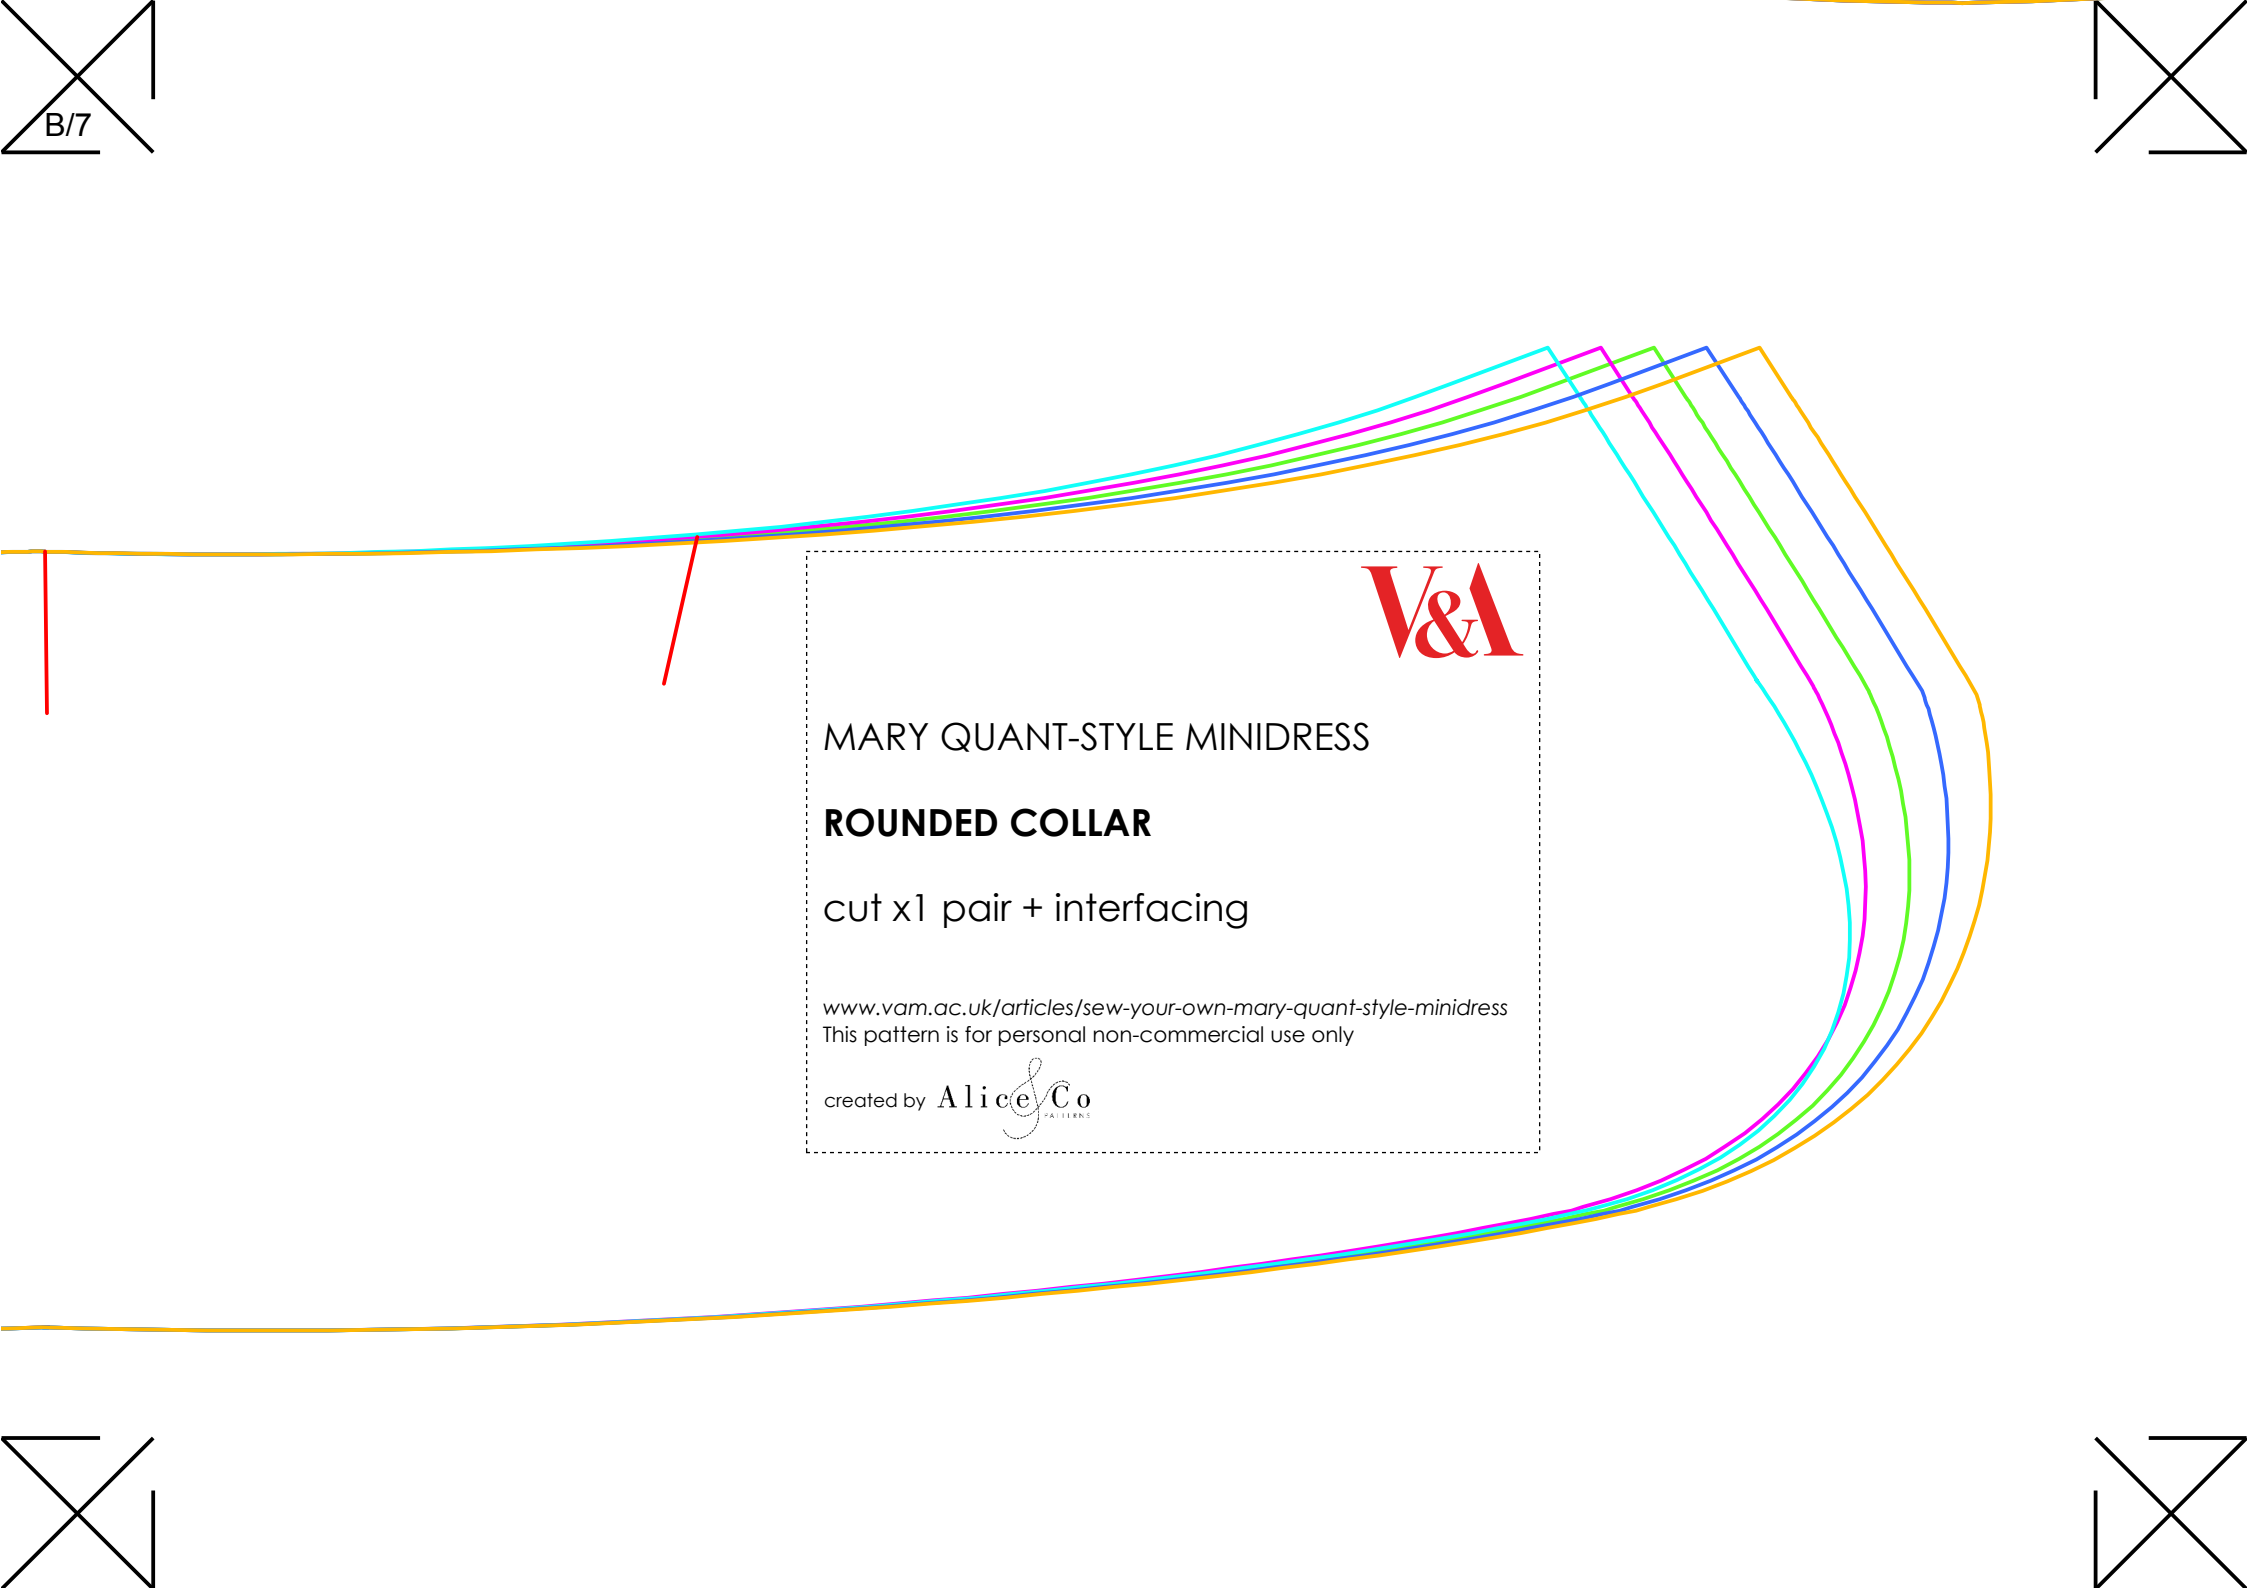 B/7
V&A
MARY QUANT-STYLE MINIDRESS
ROUNDED COLLAR
cut x1 pair + interfacing
www.vam.ac.uk/articles/sew-your-own-mary-quant-style-minidress
This pattern is for personal non-commercial use only
created by Alice & Co
PATTERNS